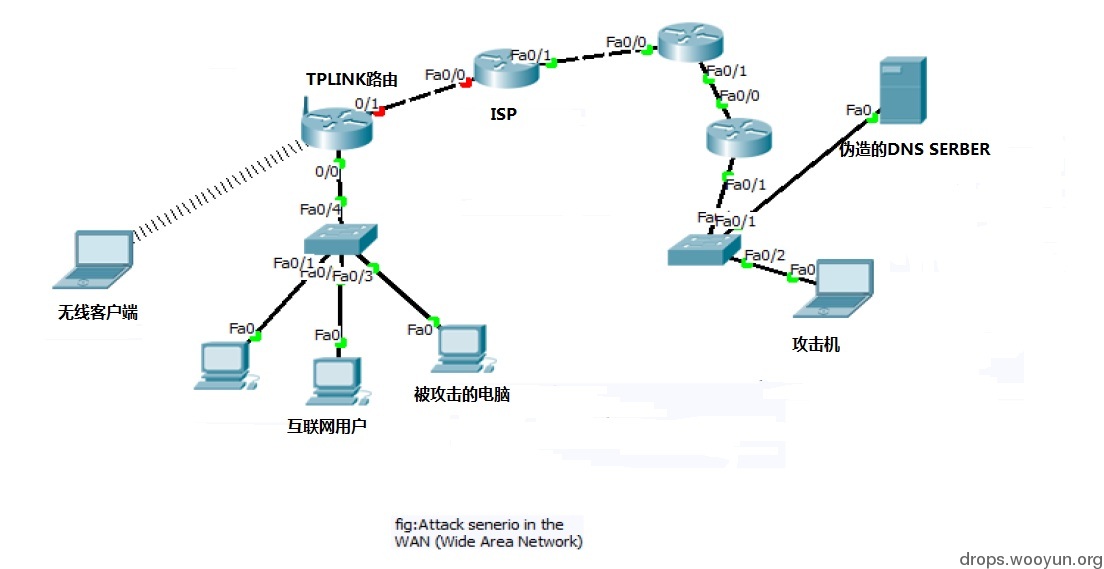 Fa0/0
Fa0/1
Fa0/0
TPLINK路由
Fa0/1
0/1
ISP
Fa0/0
Fa0
伪造的DNS SERBER
0/0
Fa0/1
Fa0/4
Fa0/1
Fa0/1
Fa0/
Fa0/3
Fa0/2
Fa0
无线客户端
Fa0
Fa0
Fa0
攻击机
被攻击的电脑
互联网用户
fig:Attack senerio in the
WAN (Wide Area Network)
drops.wooyun.org